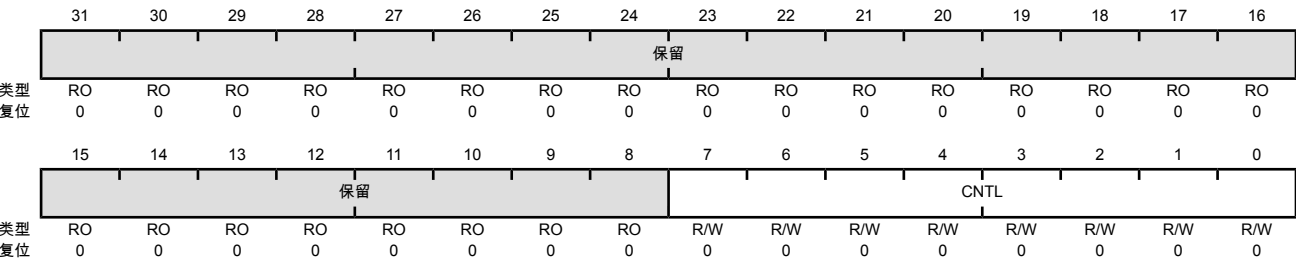 31 30 29 28 27 26 25 24 23 22 21 20 19 18 17 16
保留
类型 RO RO RO RO RO RO RO RO RO RO RO RO RO RO RO RO
复位 0 0 0 0 0 0 0 0 0 0 0 0 0 0 0 0
15 14 13 12 11 10 9 8 7 6 5 4 3 2 1 0
保留 CNTL
类型 RO RO RO RO RO RO RO RO R/W R/W R/W R/W R/W R/W R/W R/W
复位 0 0 0 0 0 0 0 0 0 0 0 0 0 0 0 0